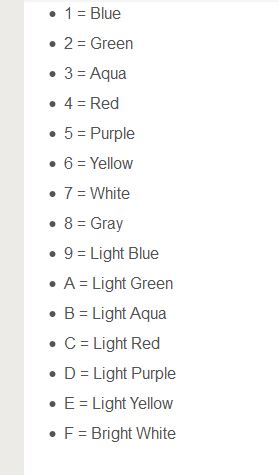 • 1 = Blue
• 2 = Green
• 3 = Aqua
• 4 = Red
• 5 = Purple
• 6 = Yellow
• 7 = White
• 8 = Gray
• 9 = Light Blue
• A = Light Green
• B = Light Aqua
• C = Light Red
• D = Light Purple
• E = Light Yellow
• F = Bright White